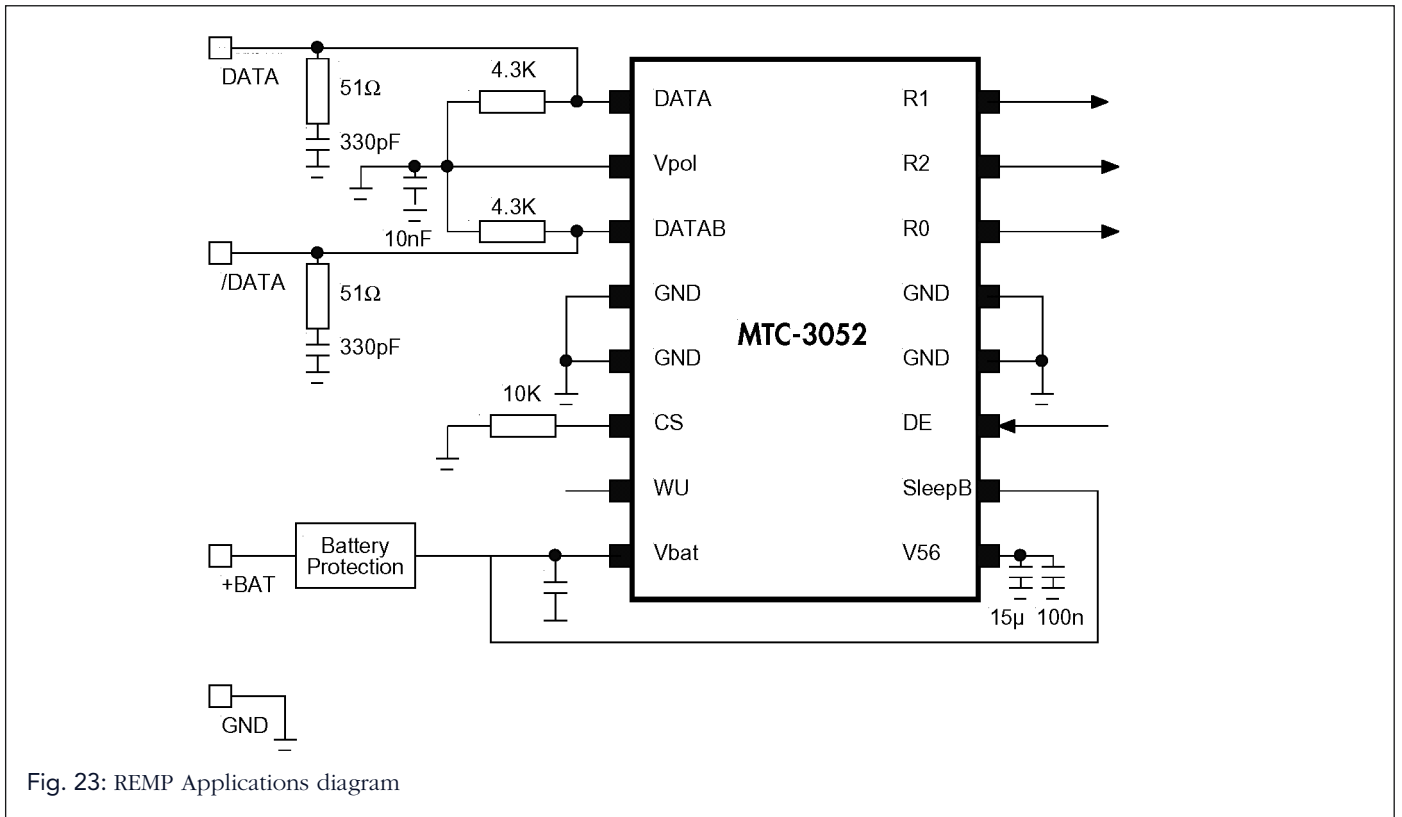 DATA
51Ω
330pF
4.3K
10nF
4.3K
/DATA
51Ω
330pF
10K
+BAT
Battery
Protection
GND
DATA
Vpol
DATAB
GND
GND
CS
WU
Vbat
MTC-3052
R1
R2
R0
GND
GND
DE
SleepB
V56
15µ 100n
Fig. 23: REMP Applications diagram